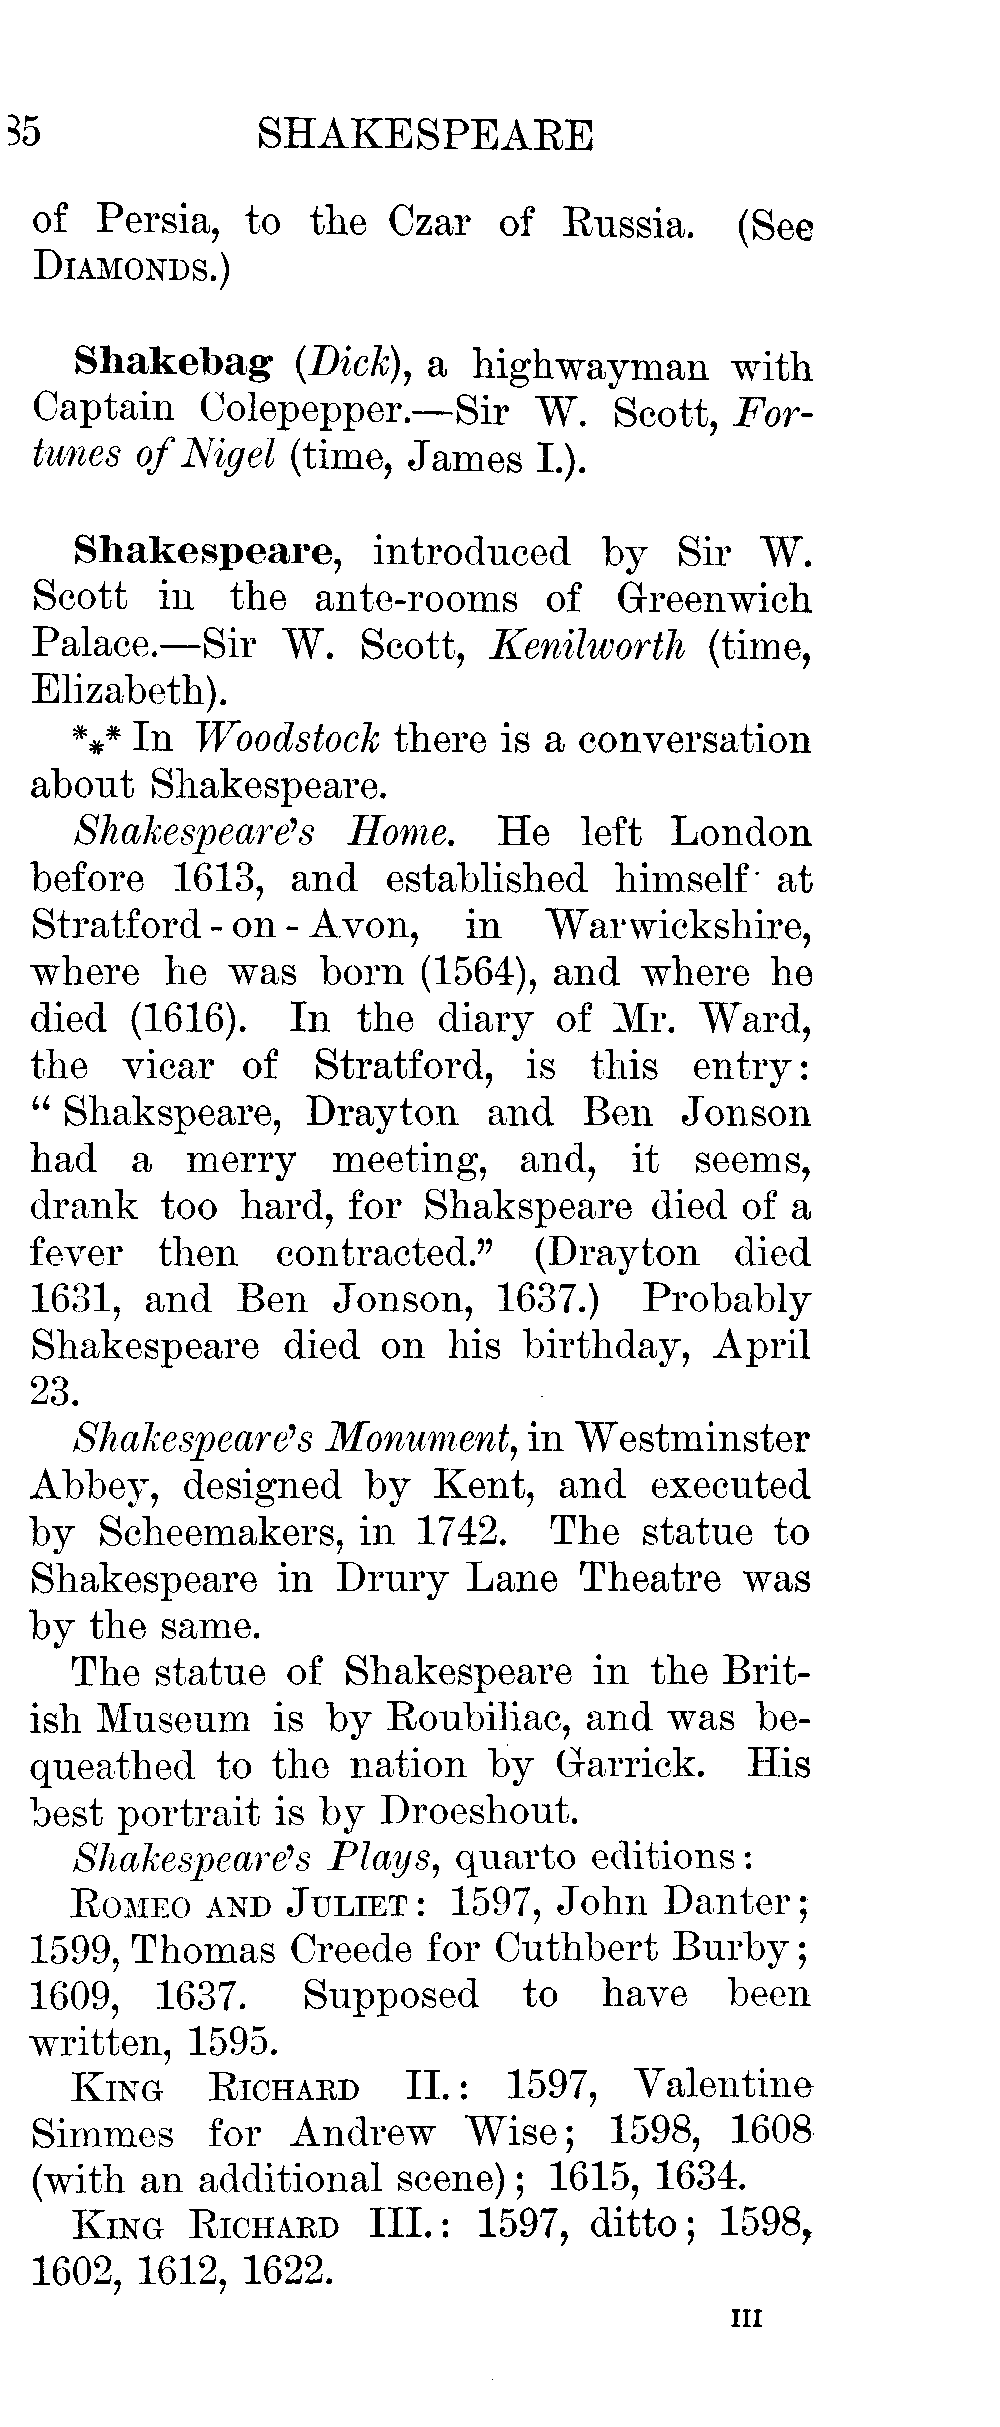 35 SHAKESPEARE
of Persia, to the Czar of Russia. (See
DIAMONDS.)
Shakebag (Dick), a highwayman with
Captain Colepepper.—Sir W. Scott, For-
tunes of Nigel (time, James I.).
Shakespeare, introduced by Sir W.
Scott in the ante-rooms of Greenwich
Palace.—Sir W. Scott, Kenilworth (time,
Elizabeth).
*** In Woodstock there is a conversation
about Shakespeare.
Shakespeare's Home. He left London
before 1613, and established himself at
Stratford-on-Avon, in Warwickshire,
where he was born (1564), and where he
died (1616). In the diary of Mr. Ward,
the vicar of Stratford, is this entry:
“Shakspeare, Drayton and Ben Jonson
had a merry meeting, and, it seems,
drank too hard, for Shakspeare died of a
fever then contracted.” (Drayton died
1631, and Ben Jonson, 1637.) Probably
Shakespeare died on his birthday, April
23.
Shakespeare's Monument, in Westminster
Abbey, designed by Kent, and executed
by Scheemakers, in 1742. The statue to
Shakespeare in Drury Lane Theatre was
by the same.
The statue of Shakespeare in the Brit-
ish Museum is by Roubiliac, and was be-
queathed to the nation by Garrick. His
best portrait is by Droeshout.
Shakespeare's Plays, quarto editions:
ROMEO AND JULIET: 1597, John Danter;
1599, Thomas Creede for Cuthbert Burby;
1609, 1637. Supposed to have been
written, 1595.
KING RICHARD II.: 1597, Valentine
Simmes for Andrew Wise; 1598, 1608
(with an additional scene); 1615, 1634.
KING RICHARD III.: 1597, ditto; 1598,
1602, 1612, 1622.
III